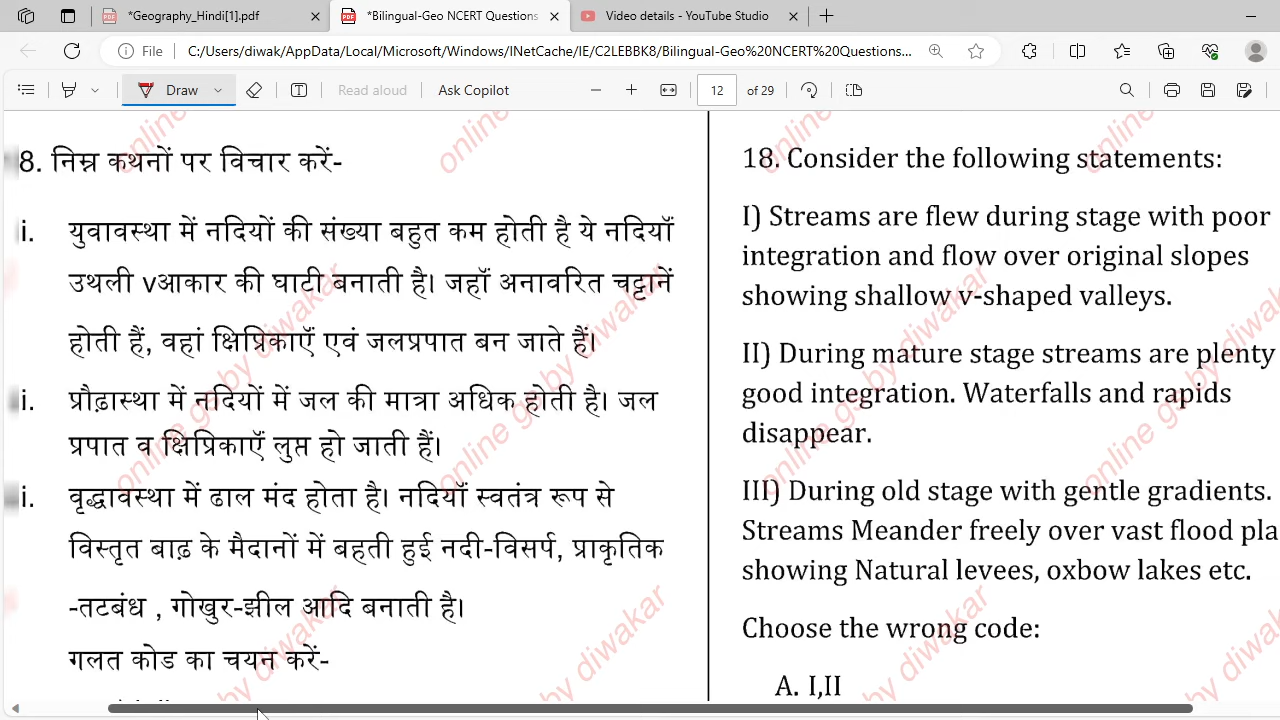 *Geography_Hindi[1].pdf
*Bilingual-Geo NCERT Questions
Video details - YouTube Studio
File
C:/Users/diwak/AppData/Local/Microsoft/Windows/INetCache/IE/C2LEBBK8/Bilingual-Geo%20NCERT%20Questions...
Draw
Read aloud
Ask Copilot
12 of 29
8. निम्न कथनों पर विचार करें-
i. युवावस्था में नदियों की संख्या बहुत कम होती है ये नदियॉ
उथली vआकार की घाटी बनाती है। जहॉ अनावरित चट्टानें
होती हैं, वहां क्षिप्रिकाऍ एवं जलप्रपात बन जाते हैं।
i. प्रौढ़ास्था में नदियों में जल की मात्रा अधिक होती है। जल
प्रपात व क्षिप्रिकाऍ लुप्त हो जाती हैं।
i. वृद्धावस्था में ढाल मंद होता है। नदियॉ स्वतंत्र रूप से
विस्तृत बाढ़ के मैदानों में बहती हुई नदी-विसर्प, प्राकृतिक
-तटबंध , गोखुर-झील आदि बनाती है।
गलत कोड का चयन करें-
18. Consider the following statements:
I) Streams are flew during stage with poor
integration and flow over original slopes
showing shallow v-shaped valleys.
II) During mature stage streams are plenty
good integration. Waterfalls and rapids
disappear.
III) During old stage with gentle gradients.
Streams Meander freely over vast flood pla
showing Natural levees, oxbow lakes etc.
Choose the wrong code:
A. I,II
online gs by diwakar